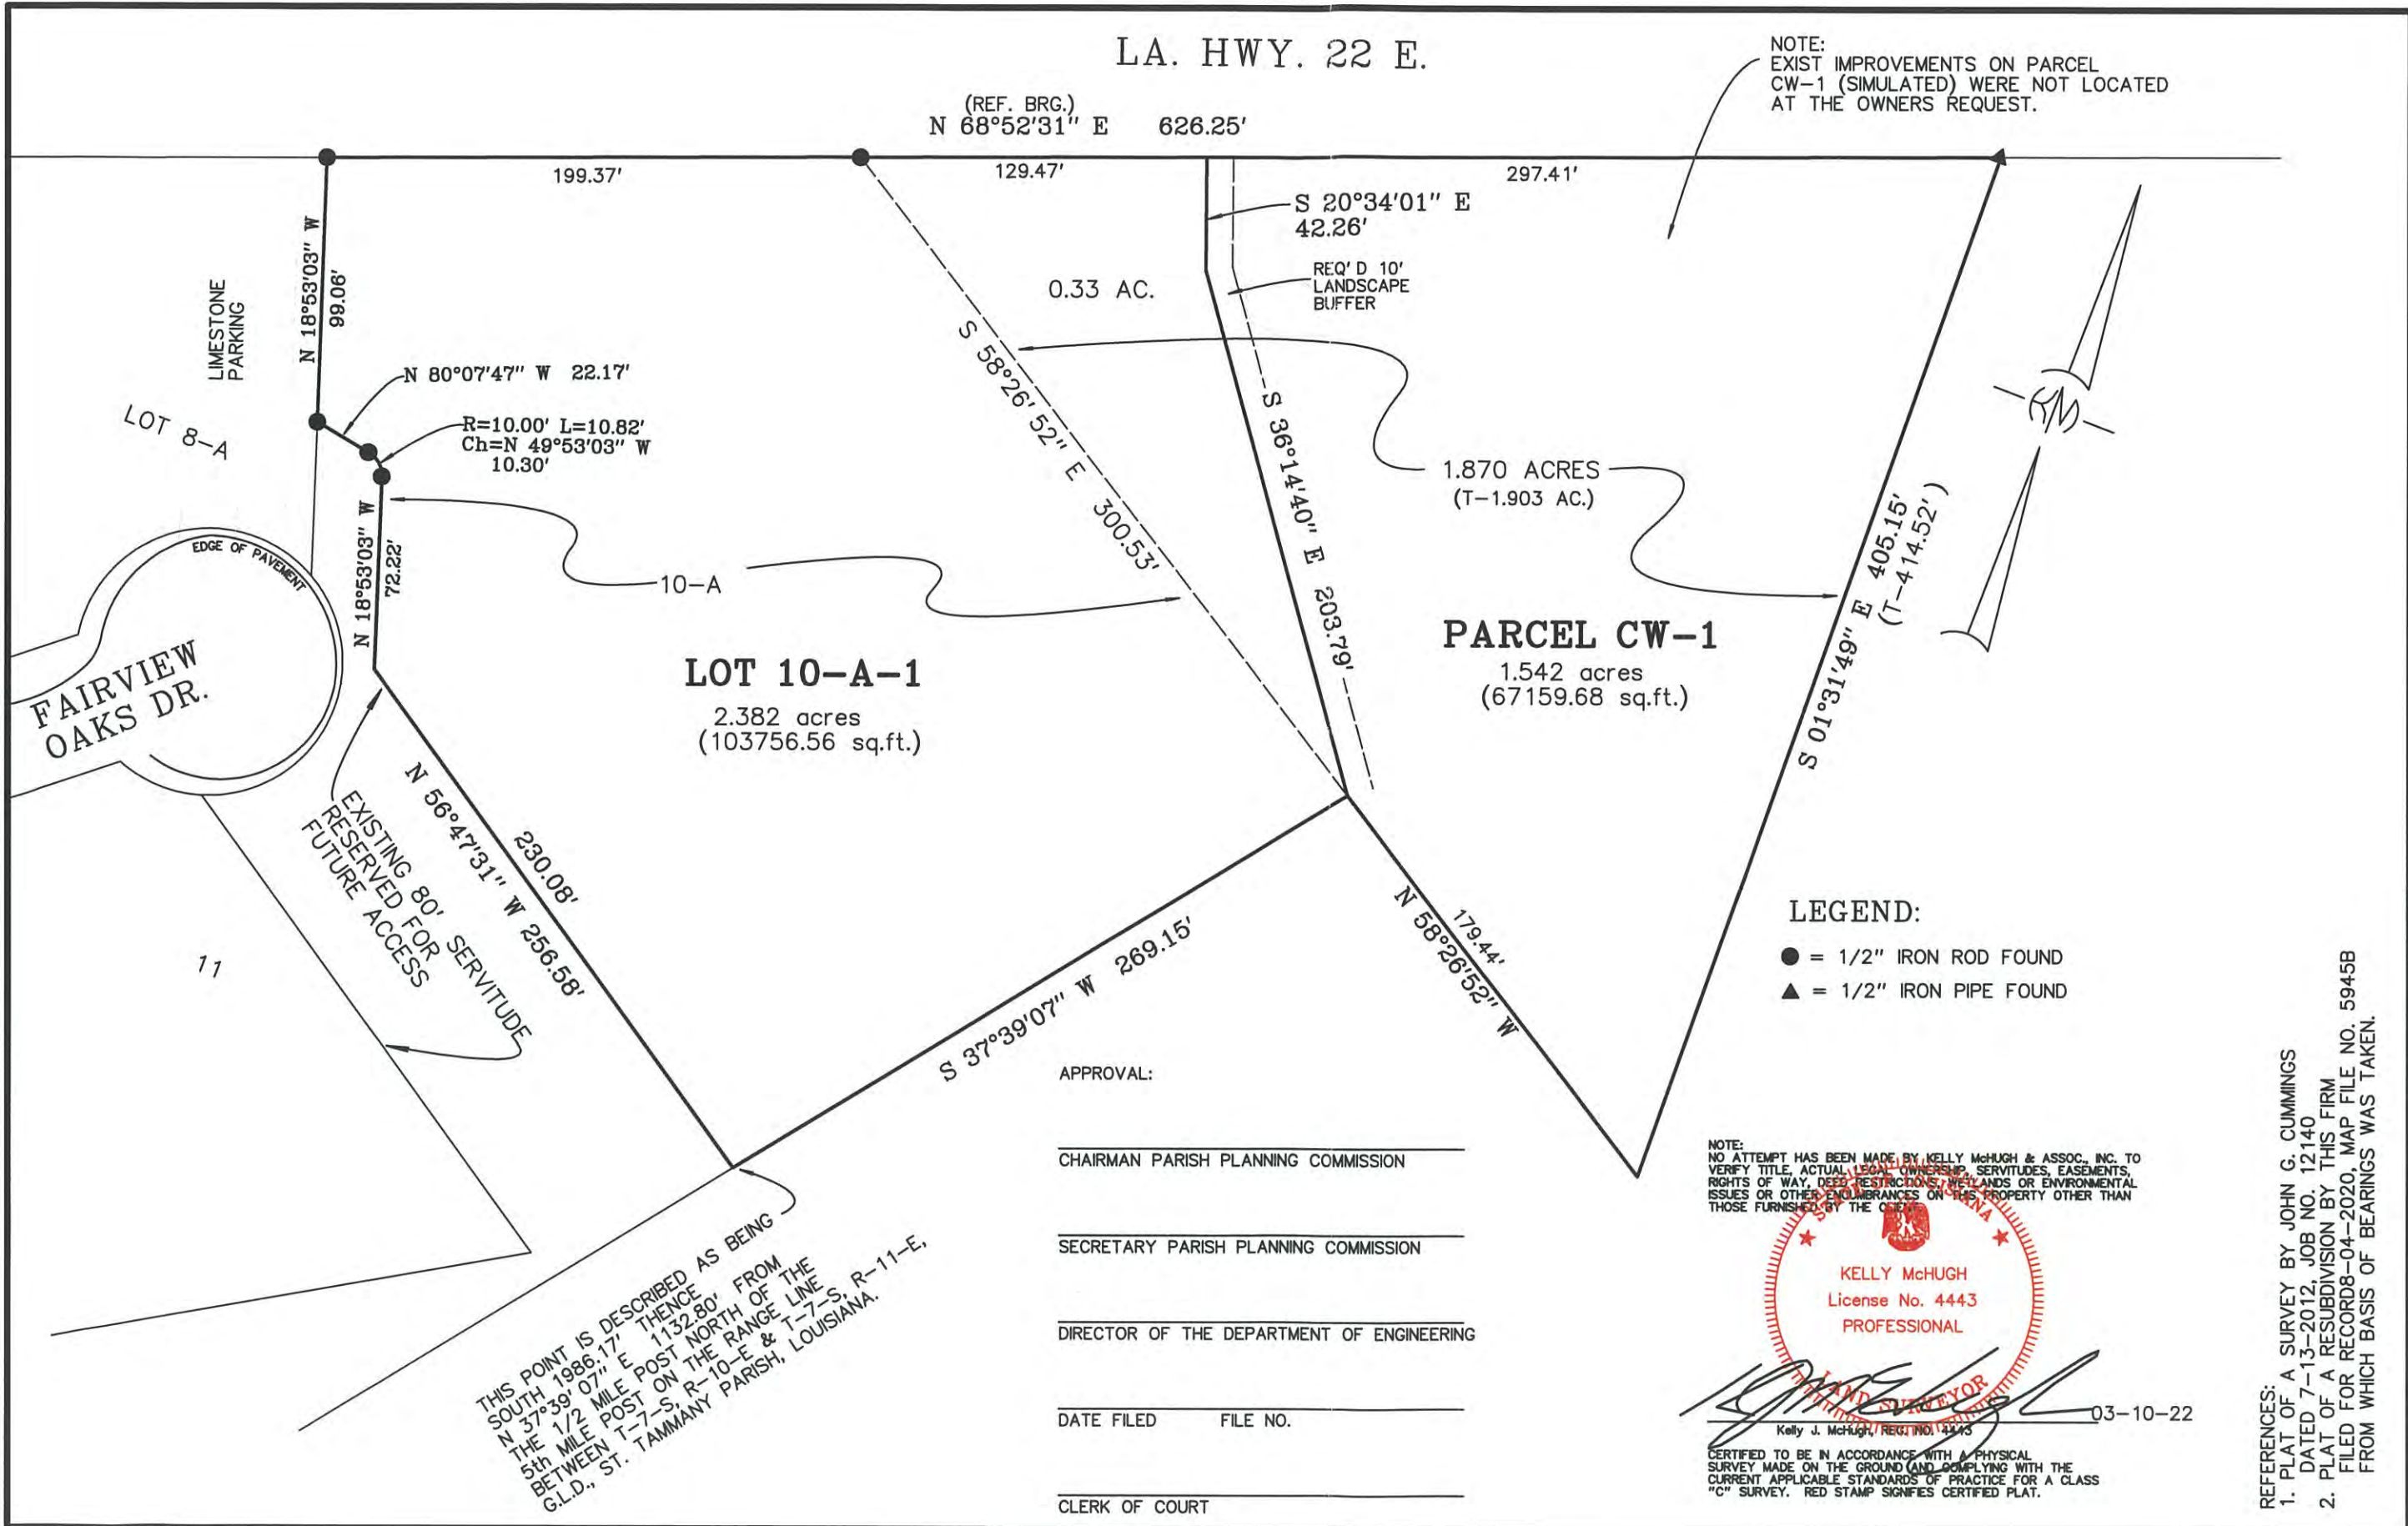 LA. HWY. 22 E.
NOTE:
EXIST IMPROVEMENTS ON PARCEL
CW-1 (SIMULATED) WERE NOT LOCATED
AT THE OWNERS REQUEST.
(REF. BRG.)
N 68°52'31" E 626.25'
199.37'
129.47'
297.41'
N 18°53'03" W
99.06'
LIMESTONE
PARKING
LOT 8-A
N 80°07'47" W 22.17'
R=10.00' L=10.82'
Ch=N 49°53'03" W
10.30'
S 20°34'01" E
42.26'
REQ'D 10'
LANDSCAPE
BUFFER
0.33 AC.
S 58°26'52" E 300.53'
S 36°14'40" E 203.79'
1.870 ACRES
(T-1.903 AC.)
S 01°31'49" E 405.15'
(T-414.52')
KM
N 18°53'03" W
72.22'
10-A
EDGE OF PAVEMENT
FAIRVIEW
OAKS DR.
LOT 10-A-1
2.382 acres
(103756.56 sq.ft.)
PARCEL CW-1
1.542 acres
(67159.68 sq.ft.)
EXISTING 80' SERVITUDE
RESERVED FOR
FUTURE ACCESS
230.08'
N 56°47'31" W 256.58'
11
S 37°39'07" W 269.15'
179.44'
N 58°26'52" W
LEGEND:
= 1/2" IRON ROD FOUND
= 1/2" IRON PIPE FOUND
THIS POINT IS DESCRIBED AS BEING
SOUTH 1986.17' THENCE
N 37°39'07" E 1132.80' FROM
THE 1/2 MILE POST NORTH OF THE
5th MILE POST ON THE RANGE LINE
BETWEEN T-7-S, R-10-E & T-7-S, R-11-E,
G.L.D., ST. TAMMANY PARISH, LOUISIANA.
APPROVAL:
CHAIRMAN PARISH PLANNING COMMISSION
SECRETARY PARISH PLANNING COMMISSION
DIRECTOR OF THE DEPARTMENT OF ENGINEERING
DATE FILED FILE NO.
CLERK OF COURT
NOTE:
NO ATTEMPT HAS BEEN MADE BY KELLY McHUGH & ASSOC., INC. TO
VERIFY TITLE, ACTUAL LEGAL OWNERSHIP, SERVITUDES, EASEMENTS,
RIGHTS OF WAY, DEED RESTRICTIONS, WETLANDS OR ENVIRONMENTAL
ISSUES OR OTHER ENCUMBRANCES ON THIS PROPERTY OTHER THAN
THOSE FURNISHED BY THE CLIENT.
STATE OF LOUISIANA
KELLY McHUGH
License No. 4443
PROFESSIONAL
LAND SURVEYOR
03-10-22
Kelly J. McHugh, REG. NO. 4443
CERTIFIED TO BE IN ACCORDANCE WITH A PHYSICAL
SURVEY MADE ON THE GROUND AND COMPLYING WITH THE
CURRENT APPLICABLE STANDARDS OF PRACTICE FOR A CLASS
"C" SURVEY. RED STAMP SIGNIFIES CERTIFIED PLAT.
REFERENCES:
1. PLAT OF A SURVEY BY JOHN G. CUMMINGS
DATED 7-13-2012, JOB NO. 12140
2. PLAT OF A RESUBDIVISION BY THIS FIRM
FILED FOR RECORD8-04-2020, MAP FILE NO. 5945B
FROM WHICH BASIS OF BEARINGS WAS TAKEN.